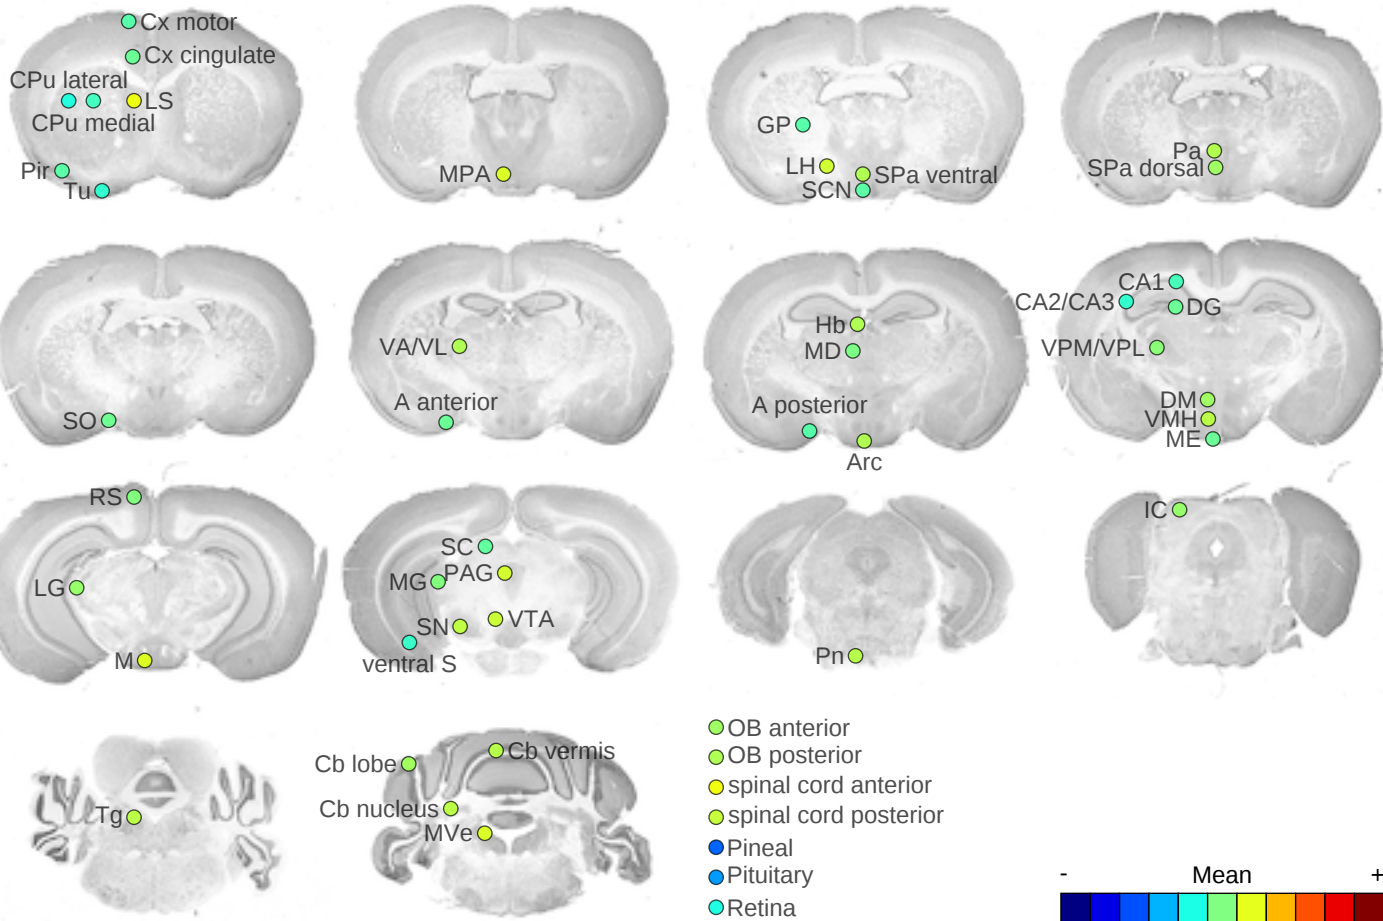 Cx motor
Cx cingulate
CPu lateral
LS
CPu medial
Pir
Tu
MPA
GP
LH
SPa ventral
SCN
Pa
SPa dorsal
SO
VA/VL
A anterior
Hb
MD
A posterior
Arc
CA1
CA2/CA3
DG
VPM/VPL
DM
VMH
ME
RS
LG
M
SC
MG
PAG
SN
VTA
ventral S
Pn
IC
Tg
Cb lobe
Cb vermis
Cb nucleus
MVe
OB anterior
OB posterior
spinal cord anterior
spinal cord posterior
Pineal
Pituitary
Retina
- Mean +